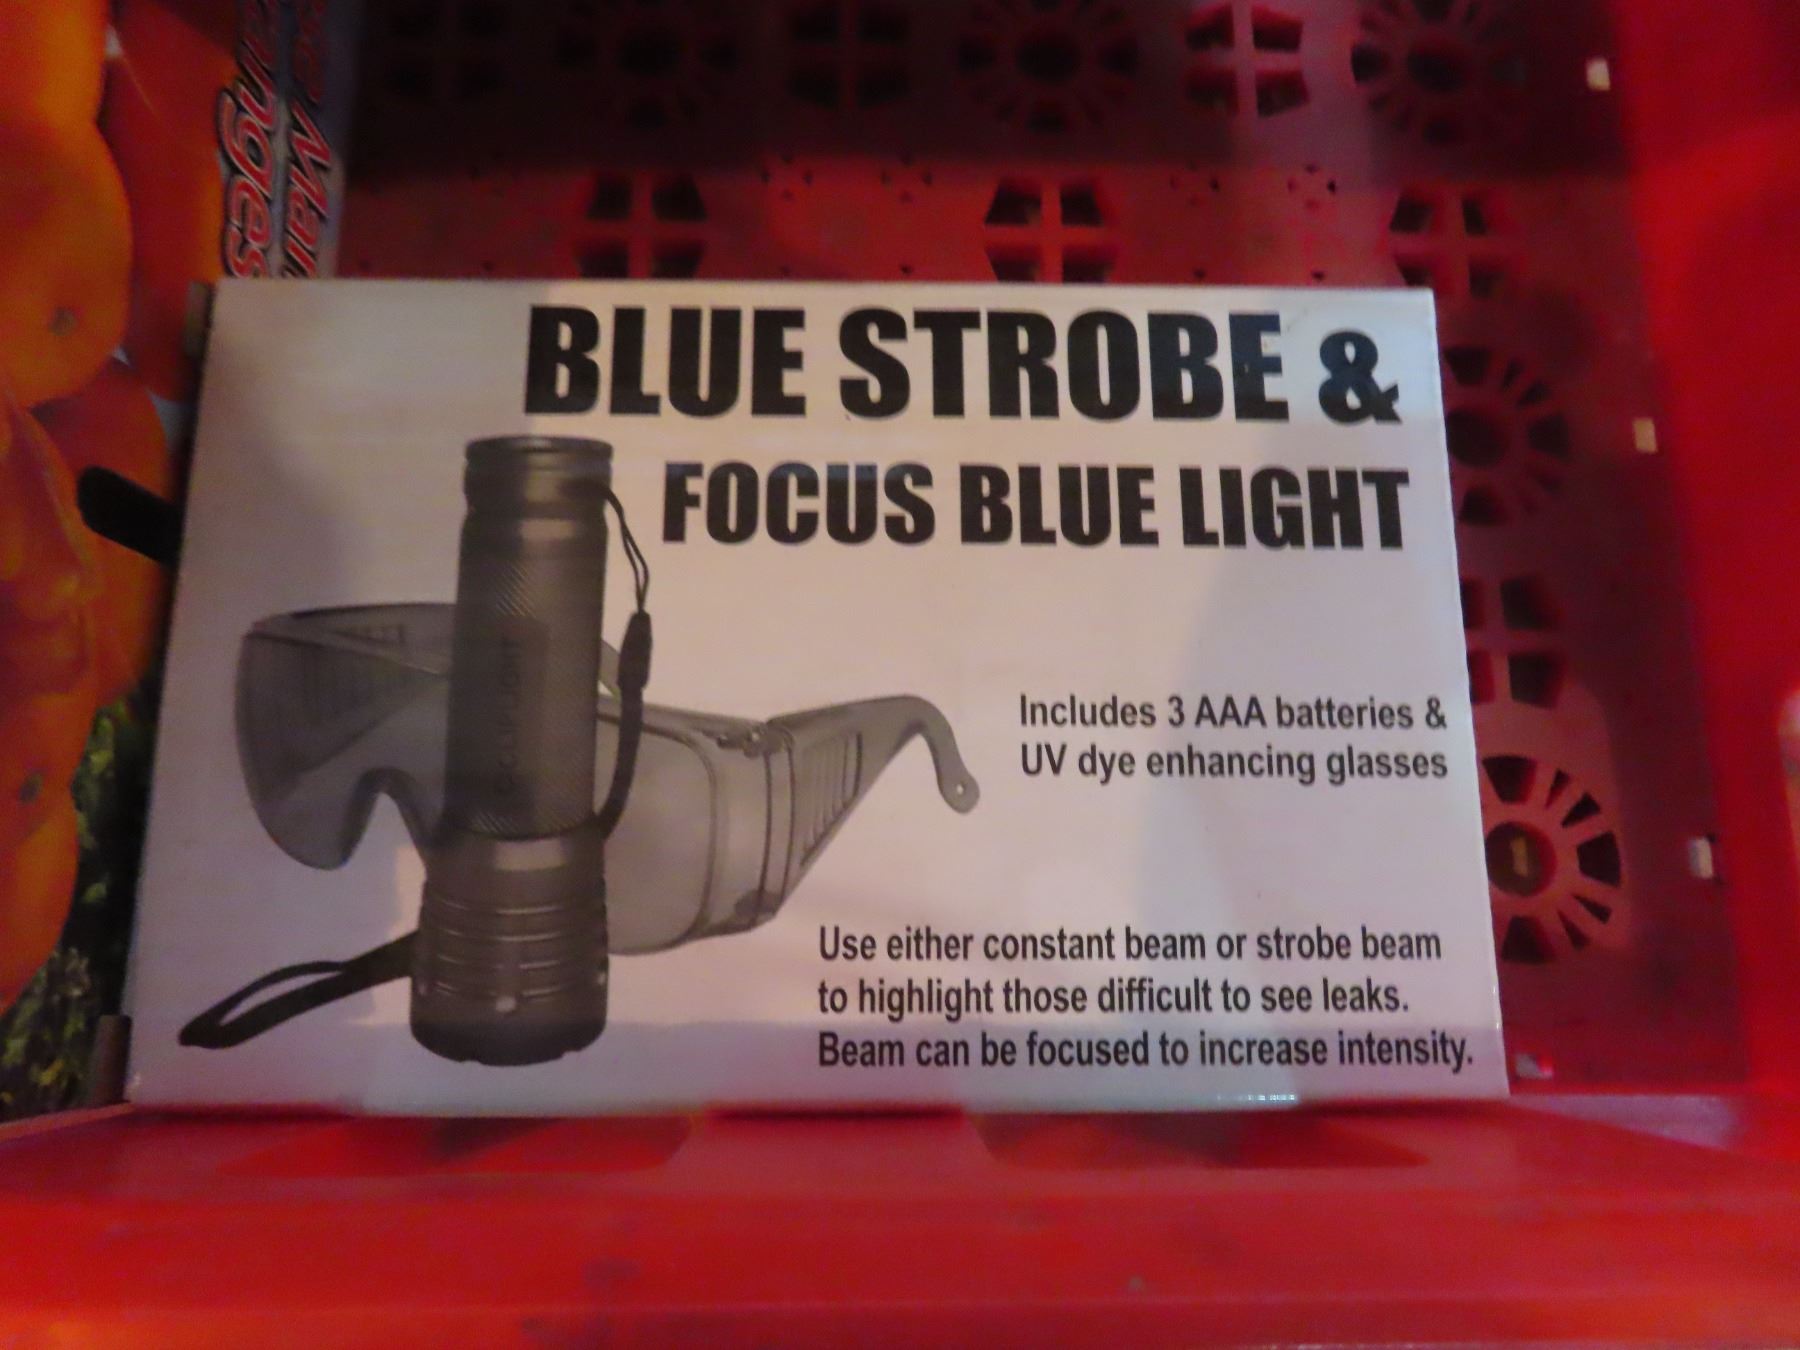 BLUE STROBE &
FOCUS BLUE LIGHT
Includes 3 AAA batteries &
UV dye enhancing glasses
Use either constant beam or strobe beam
to highlight those difficult to see leaks.
Beam can be focused to increase intensity.